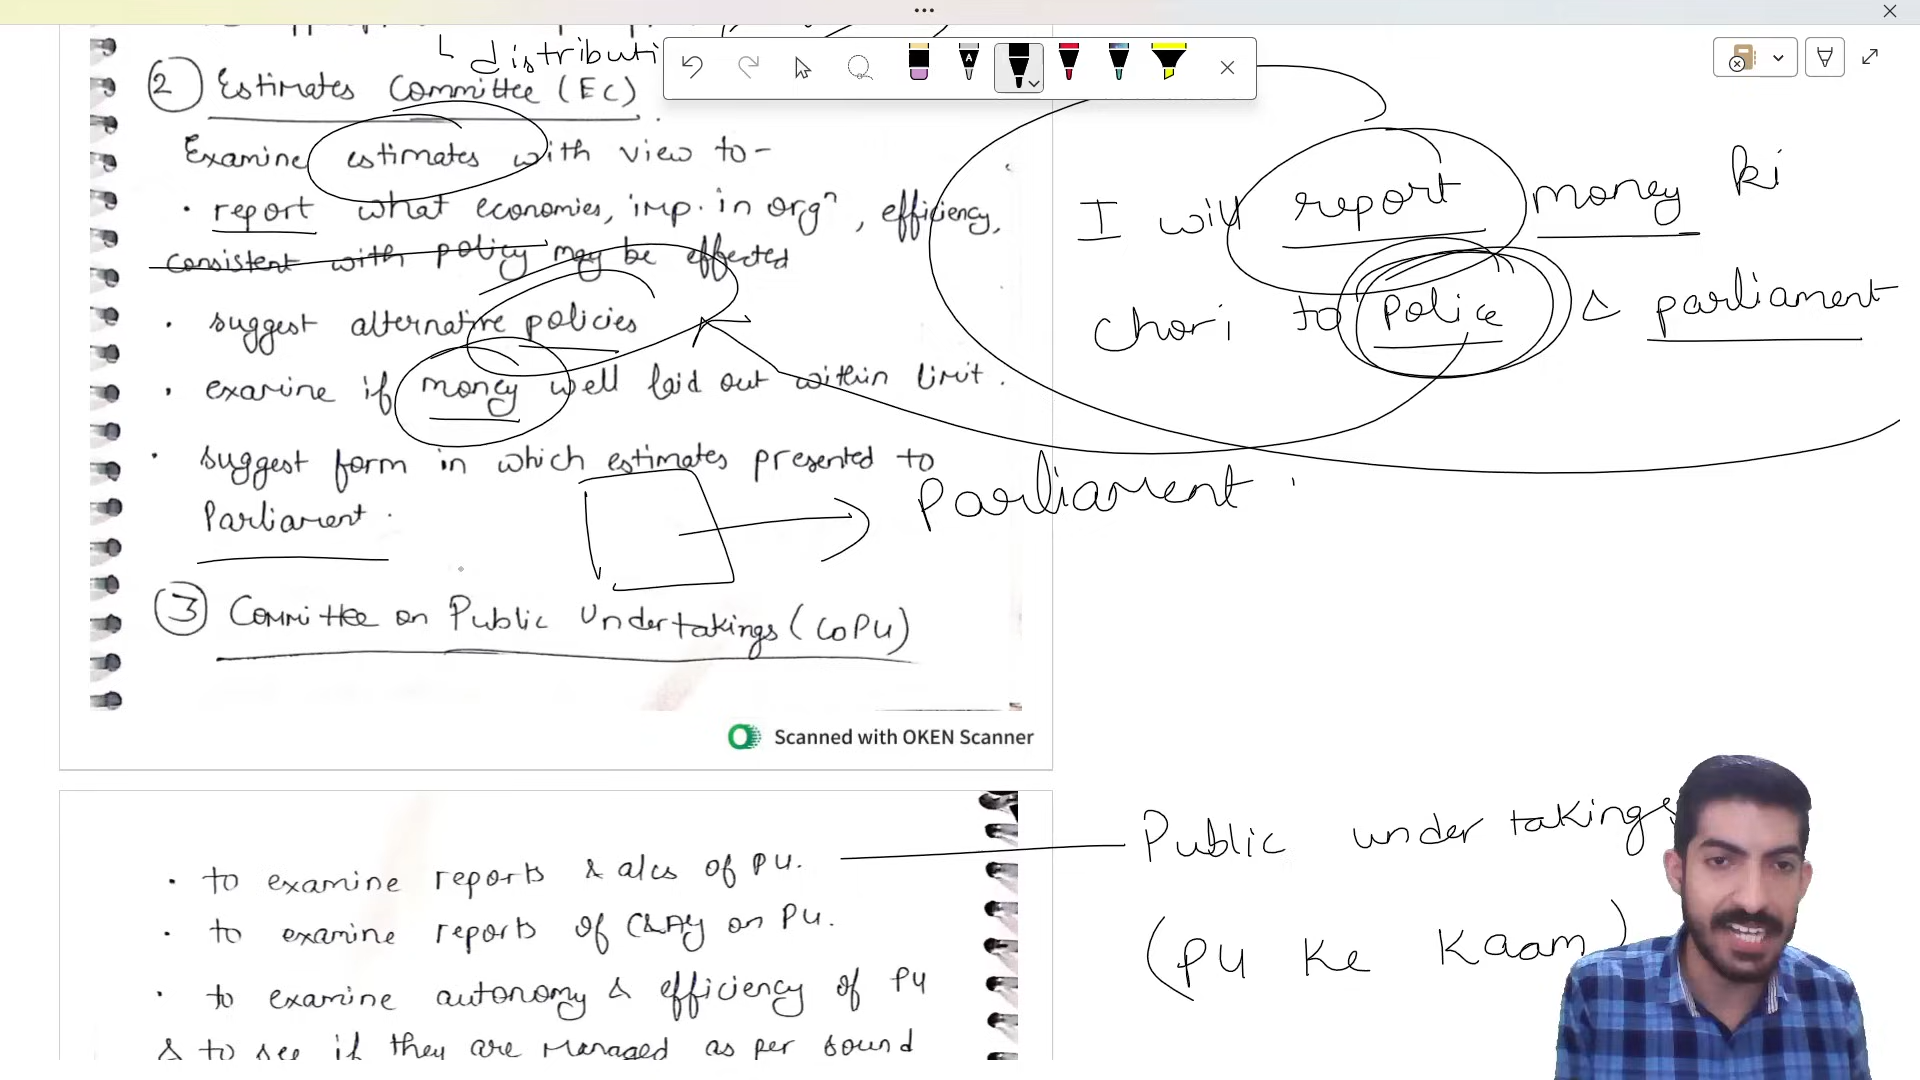 └ distributi
② Estimates Committee (EC)
Examine estimates with view to-
· report what economies, imp. in orgⁿ, efficiency,
consistent with policy may be effected
· suggest alternative policies
· examine if money well laid out within limit.
· suggest form in which estimates presented to
Parliament.
→ Parliament.
③ Committee on Public Undertakings (COPU)
Scanned with OKEN Scanner
I will report money ki
chori to police & parliament
· to examine reports & a/cs of PU.
· to examine reports of C&AG on PU.
· to examine autonomy & efficiency of PU
& to see if they are managed as per sound
Public undertakings
(PU ke kaam)